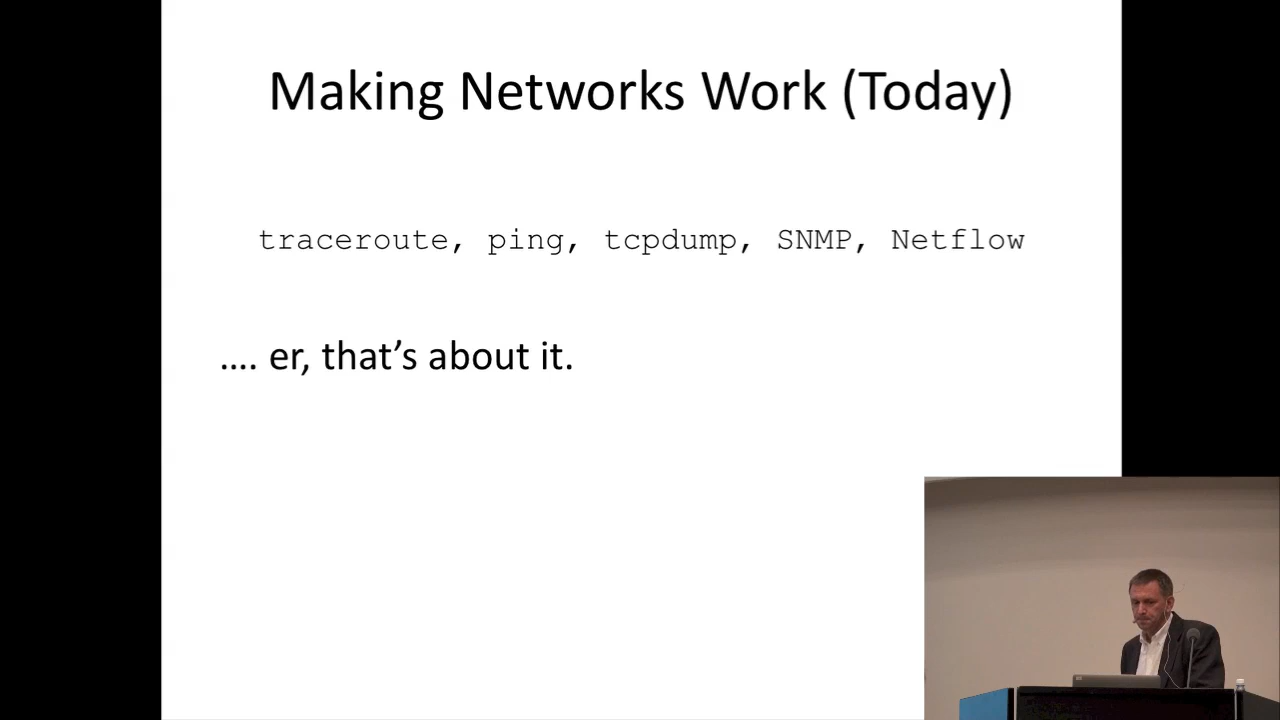 Making Networks Work (Today)
traceroute, ping, tcpdump, SNMP, Netflow
.... er, that’s about it.